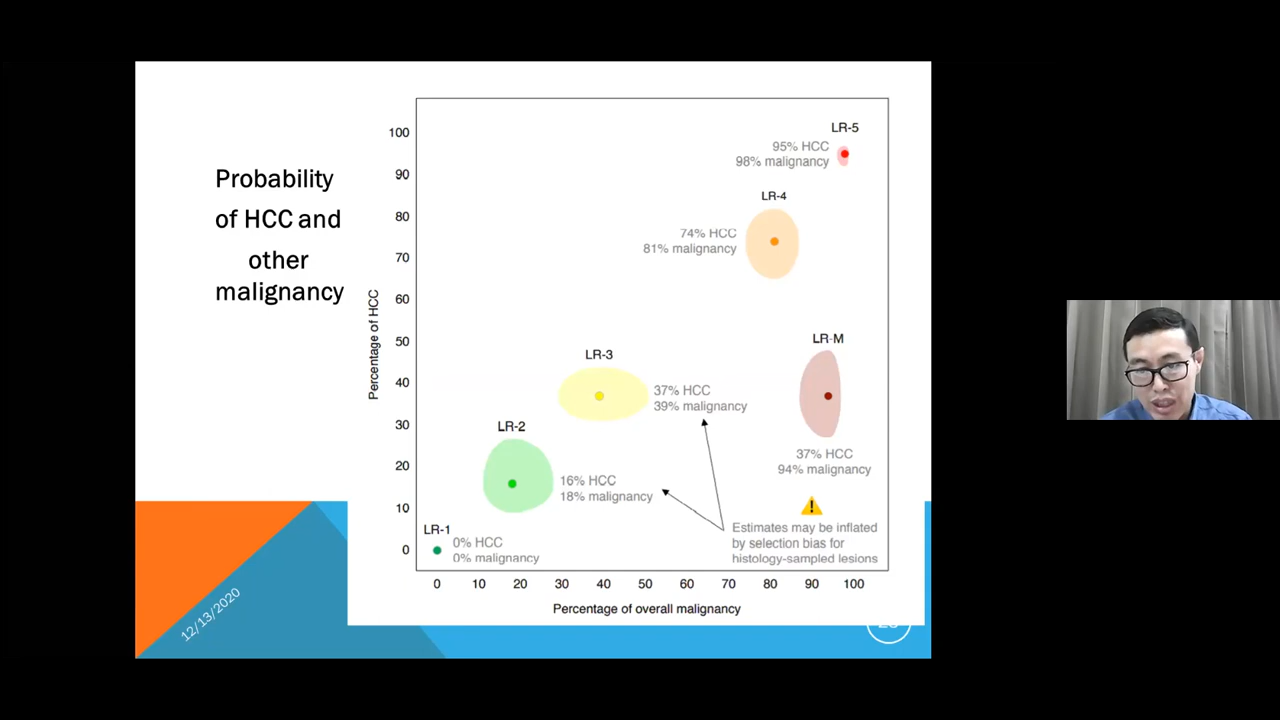 Probability
of HCC and
other
malignancy
LR-5
100
95% HCC
98% malignancy
90
LR-4
80
74% HCC
81% malignancy
70
60
Percentage of HCC
50
LR-M
LR-3
40
37% HCC
39% malignancy
30
LR-2
37% HCC
94% malignancy
20
16% HCC
18% malignancy
10
Estimates may be inflated
by selection bias for
histology-sampled lesions
LR-1
0% HCC
0% malignancy
0
0 10 20 30 40 50 60 70 80 90 100
Percentage of overall malignancy
12/13/2020